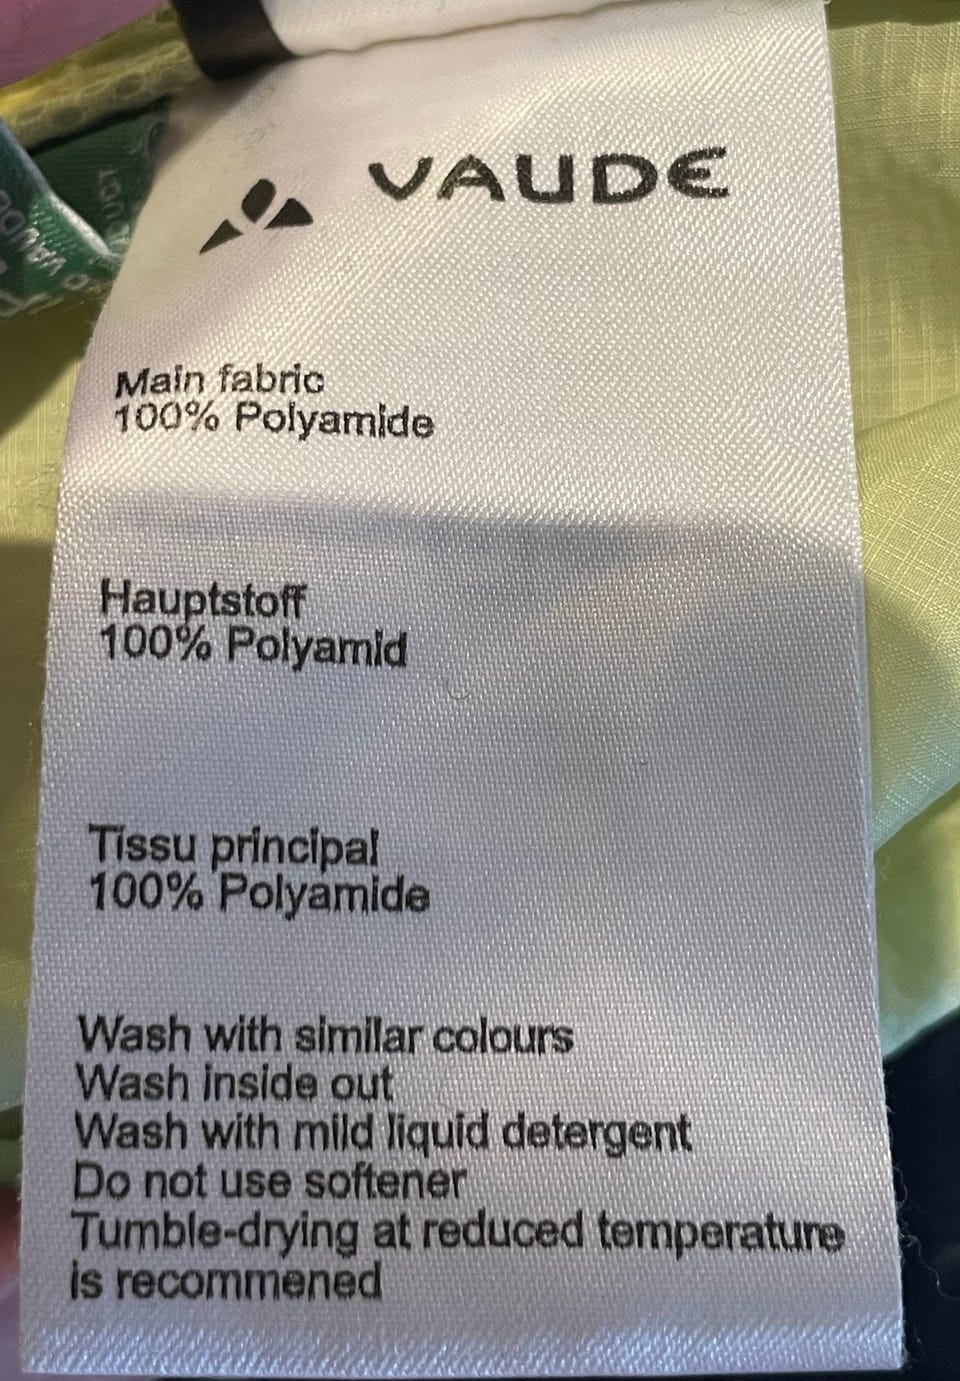 VAUDE
Main fabric
100% Polyamide
Hauptstoff
100% Polyamid
Tissu principal
100% Polyamide
Wash with similar colours
Wash inside out
Wash with mild liquid detergent
Do not use softener
Tumble-drying at reduced temperature
is recommened
VAUDE